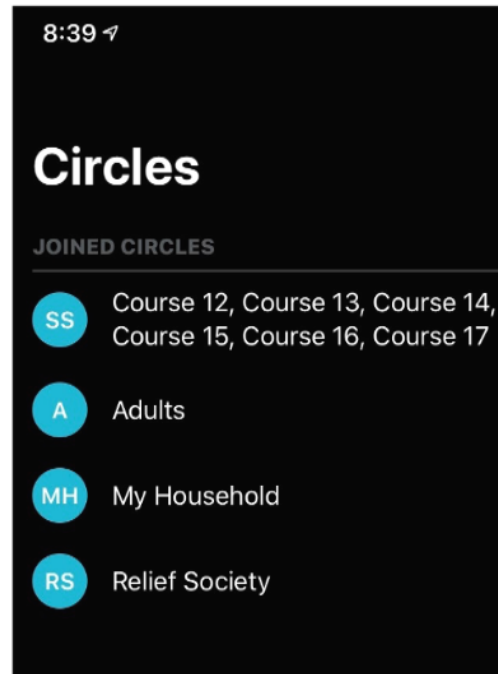 8:39
Circles
JOINED CIRCLES
SS
Course 12, Course 13, Course 14,
Course 15, Course 16, Course 17
A
Adults
MH
My Household
RS
Relief Society